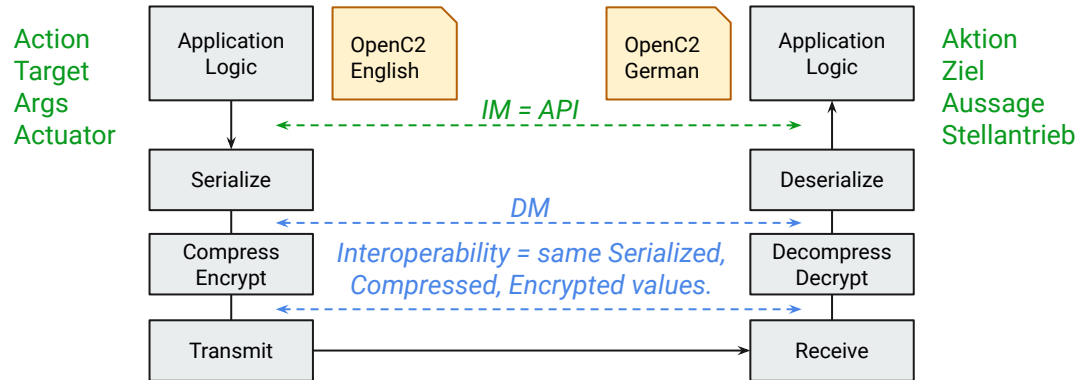 Action
Target
Args
Actuator
Application
Logic
OpenC2
English
OpenC2
German
Application
Logic
Aktion
Ziel
Aussage
Stellantrieb
IM = API
Serialize
Deserialize
DM
Compress
Encrypt
Interoperability = same Serialized,
Compressed, Encrypted values.
Decompress
Decrypt
Transmit
Receive